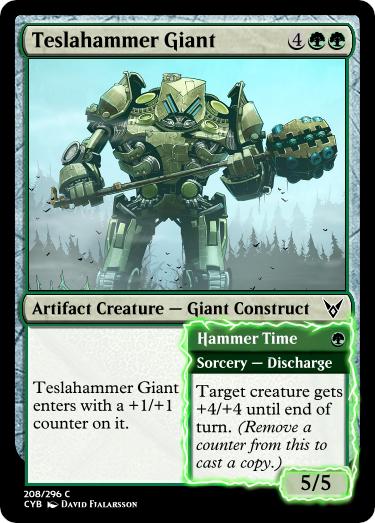 Teslahammer Giant 4
Artifact Creature — Giant Construct
Teslahammer Giant
enters with a +1/+1
counter on it.
Hammer Time
Sorcery — Discharge
Target creature gets
+4/+4 until end of
turn. (Remove a
counter from this to
cast a copy.)
5/5
208/296 C
CYB David Fjalarsson